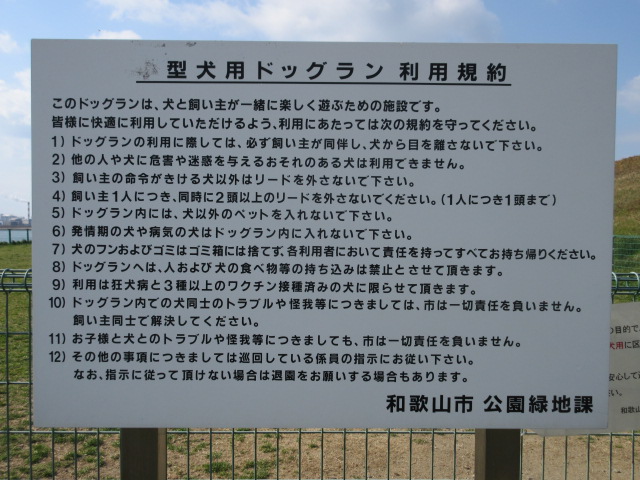 型犬用ドッグラン 利用規約
このドッグランは、犬と飼い主が一緒に楽しく遊ぶための施設です。
皆様に快適に利用していただけるよう、利用にあたっては次の規約を守ってください。
1) ドッグランの利用に際しては、必ず飼い主が同伴し、犬から目を離さないで下さい。
2) 他の人や犬に危害や迷惑を与えるおそれのある犬は利用できません。
3) 飼い主の命令がきける犬以外はリードを外さないで下さい。
4) 飼い主1人につき、同時に2頭以上のリードを外さないでください。(1人につき1頭まで)
5) ドッグラン内には、犬以外のペットを入れないで下さい。
6) 発情期の犬や病気の犬はドッグラン内に入れないで下さい。
7) 犬のフンおよびゴミはゴミ箱には捨てず、各利用者において責任を持ってすべてお持ち帰りください。
8) ドッグランへは、人および犬の食べ物等の持ち込みは禁止とさせて頂きます。
9) 利用は狂犬病と3種以上のワクチン接種済みの犬に限らせて頂きます。
10) ドッグラン内での犬同士のトラブルや怪我等につきましては、市は一切責任を負いません。
飼い主同士で解決してください。
11) お子様と犬とのトラブルや怪我等につきましても、市は一切責任を負いません。
12) その他の事項につきましては巡回している係員の指示にお従い下さい。
なお、指示に従って頂けない場合は退園をお願いする場合もあります。
和歌山市 公園緑地課
の目的で
犬用に区
安心して
い。
和歌山